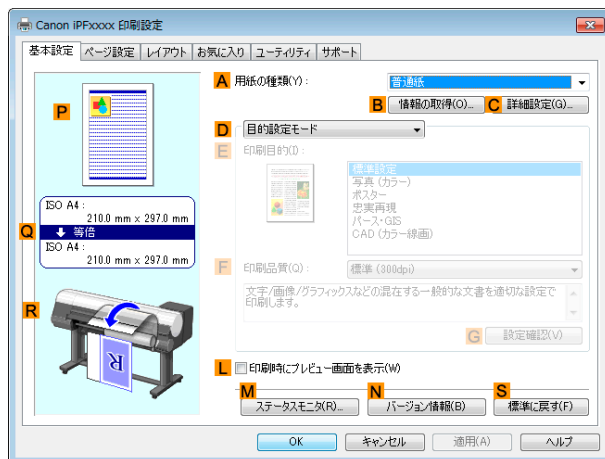 Canon iPFxxxx 印刷設定
基本設定 ページ設定 レイアウト お気に入り ユーティリティ サポート
P
A 用紙の種類(Y): 普通紙
B 情報の取得(O)... C 詳細設定(G)...
D 目的設定モード
E 印刷目的(I):
標準設定
写真 (カラー)
ポスター
忠実再現
パース・GIS
CAD (カラー線画)
Q
ISO A4 :
210.0 mm x 297.0 mm
等倍
ISO A4 :
210.0 mm x 297.0 mm
F 印刷品質(Q): 標準 (300dpi)
文字/画像/グラフィックスなどの混在する一般的な文書を適切な設定で
印刷します。
G 設定確認(V)
R
R
L 印刷時にプレビュー画面を表示(W)
M ステータスモニタ(R)... N バージョン情報(B) S 標準に戻す(F)
OK キャンセル 適用(A) ヘルプ